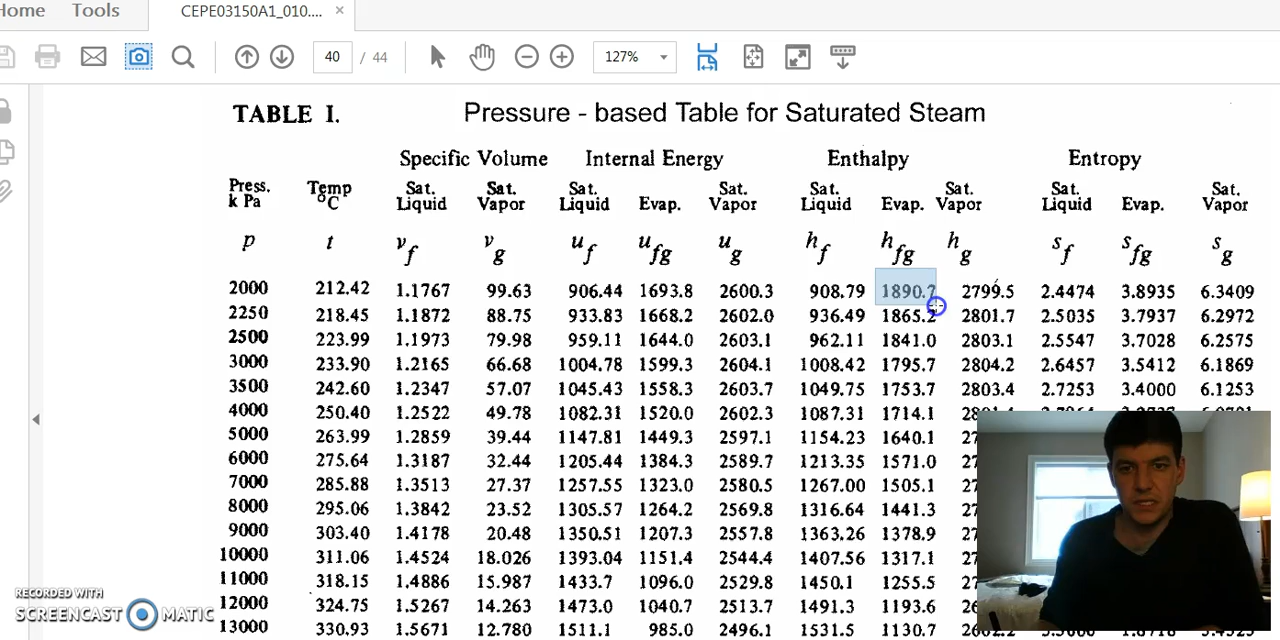 Home Tools CEPE03150A1_010.... ×
40 / 44 127%
TABLE I. Pressure - based Table for Saturated Steam
Specific Volume Internal Energy Enthalpy Entropy
Press. Temp Sat. Sat. Sat. Sat. Sat. Sat. Sat. Sat.
k Pa °C Liquid Vapor Liquid Evap. Vapor Liquid Evap. Vapor Liquid Evap. Vapor
p t vf vg uf ufg ug hf hfg hg sf sfg sg
2000 212.42 1.1767 99.63 906.44 1693.8 2600.3 908.79 1890.7 2799.5 2.4474 3.8935 6.3409
2250 218.45 1.1872 88.75 933.83 1668.2 2602.0 936.49 1865.2 2801.7 2.5035 3.7937 6.2972
2500 223.99 1.1973 79.98 959.11 1644.0 2603.1 962.11 1841.0 2803.1 2.5547 3.7028 6.2575
3000 233.90 1.2165 66.68 1004.78 1599.3 2604.1 1008.42 1795.7 2804.2 2.6457 3.5412 6.1869
3500 242.60 1.2347 57.07 1045.43 1558.3 2603.7 1049.75 1753.7 2803.4 2.7253 3.4000 6.1253
4000 250.40 1.2522 49.78 1082.31 1520.0 2602.3 1087.31 1714.1
5000 263.99 1.2859 39.44 1147.81 1449.3 2597.1 1154.23 1640.1
6000 275.64 1.3187 32.44 1205.44 1384.3 2589.7 1213.35 1571.0
7000 285.88 1.3513 27.37 1257.55 1323.0 2580.5 1267.00 1505.1
8000 295.06 1.3842 23.52 1305.57 1264.2 2569.8 1316.64 1441.3
9000 303.40 1.4178 20.48 1350.51 1207.3 2557.8 1363.26 1378.9
10000 311.06 1.4524 18.026 1393.04 1151.4 2544.4 1407.56 1317.1
11000 318.15 1.4886 15.987 1433.7 1096.0 2529.8 1450.1 1255.5
12000 324.75 1.5267 14.263 1473.0 1040.7 2513.7 1491.3 1193.6
13000 330.93 1.5671 12.780 1511.1 985.0 2496.1 1531.5 1130.7
RECORDED WITH
SCREENCAST MATIC